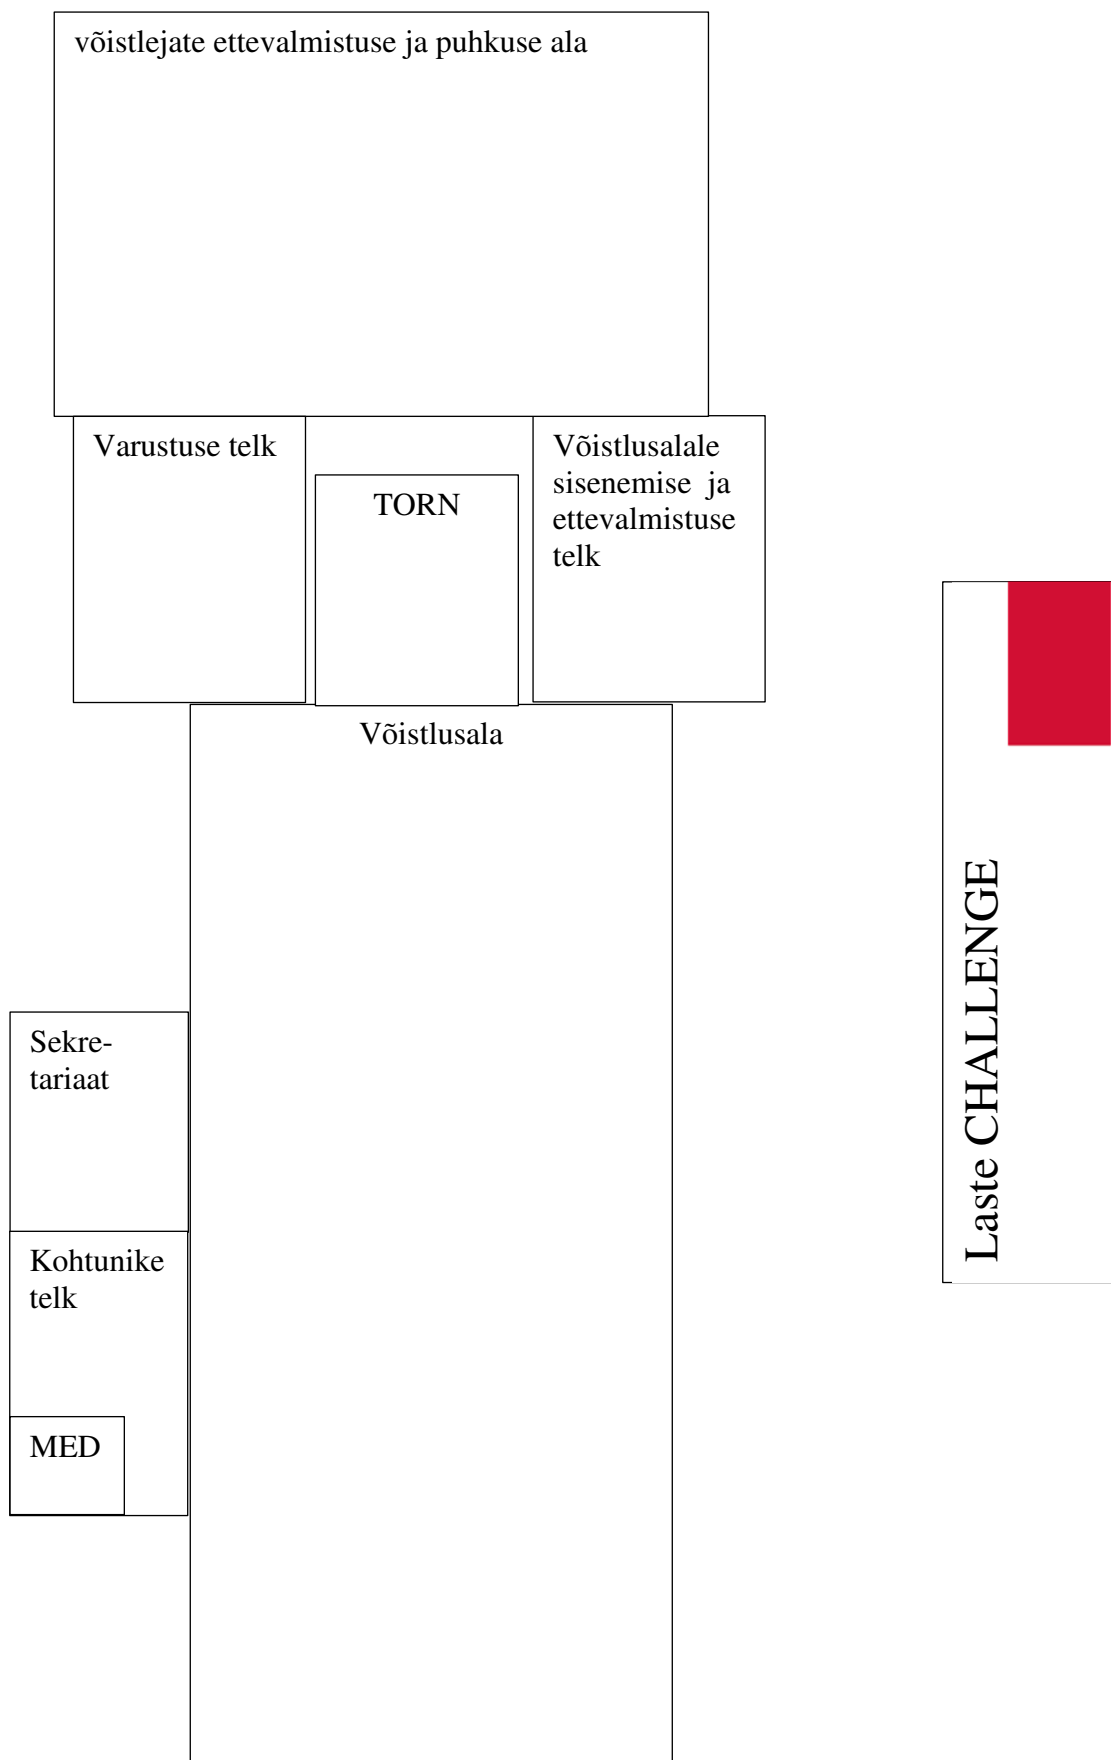 võistlejate ettevalmistuse ja puhkuse ala
Varustuse telk
TORN
Võistlusalale
sisenemise ja
ettevalmistuse
telk
Võistlusala
Laste CHALLENGE
Sekre-
tariaat
Kohtunike
telk
MED